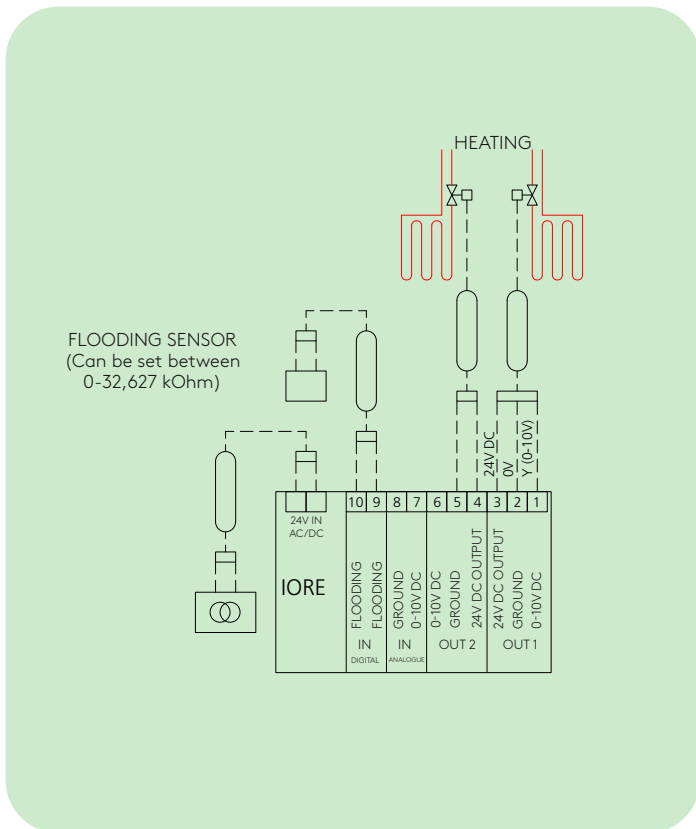 HEATING
FLOODING SENSOR
(Can be set between
0-32,627 kOhm)
24V DC
0V
Y (0-10V)
10 9 8 7 6 5 4 3 2 1
24V IN
AC/DC
IORE
FLOODING
FLOODING
GROUND
0-10V DC
0-10V DC
GROUND
24V DC OUTPUT
24V DC OUTPUT
GROUND
0-10V DC
IN IN OUT 2 OUT 1
DIGITAL ANALOGUE